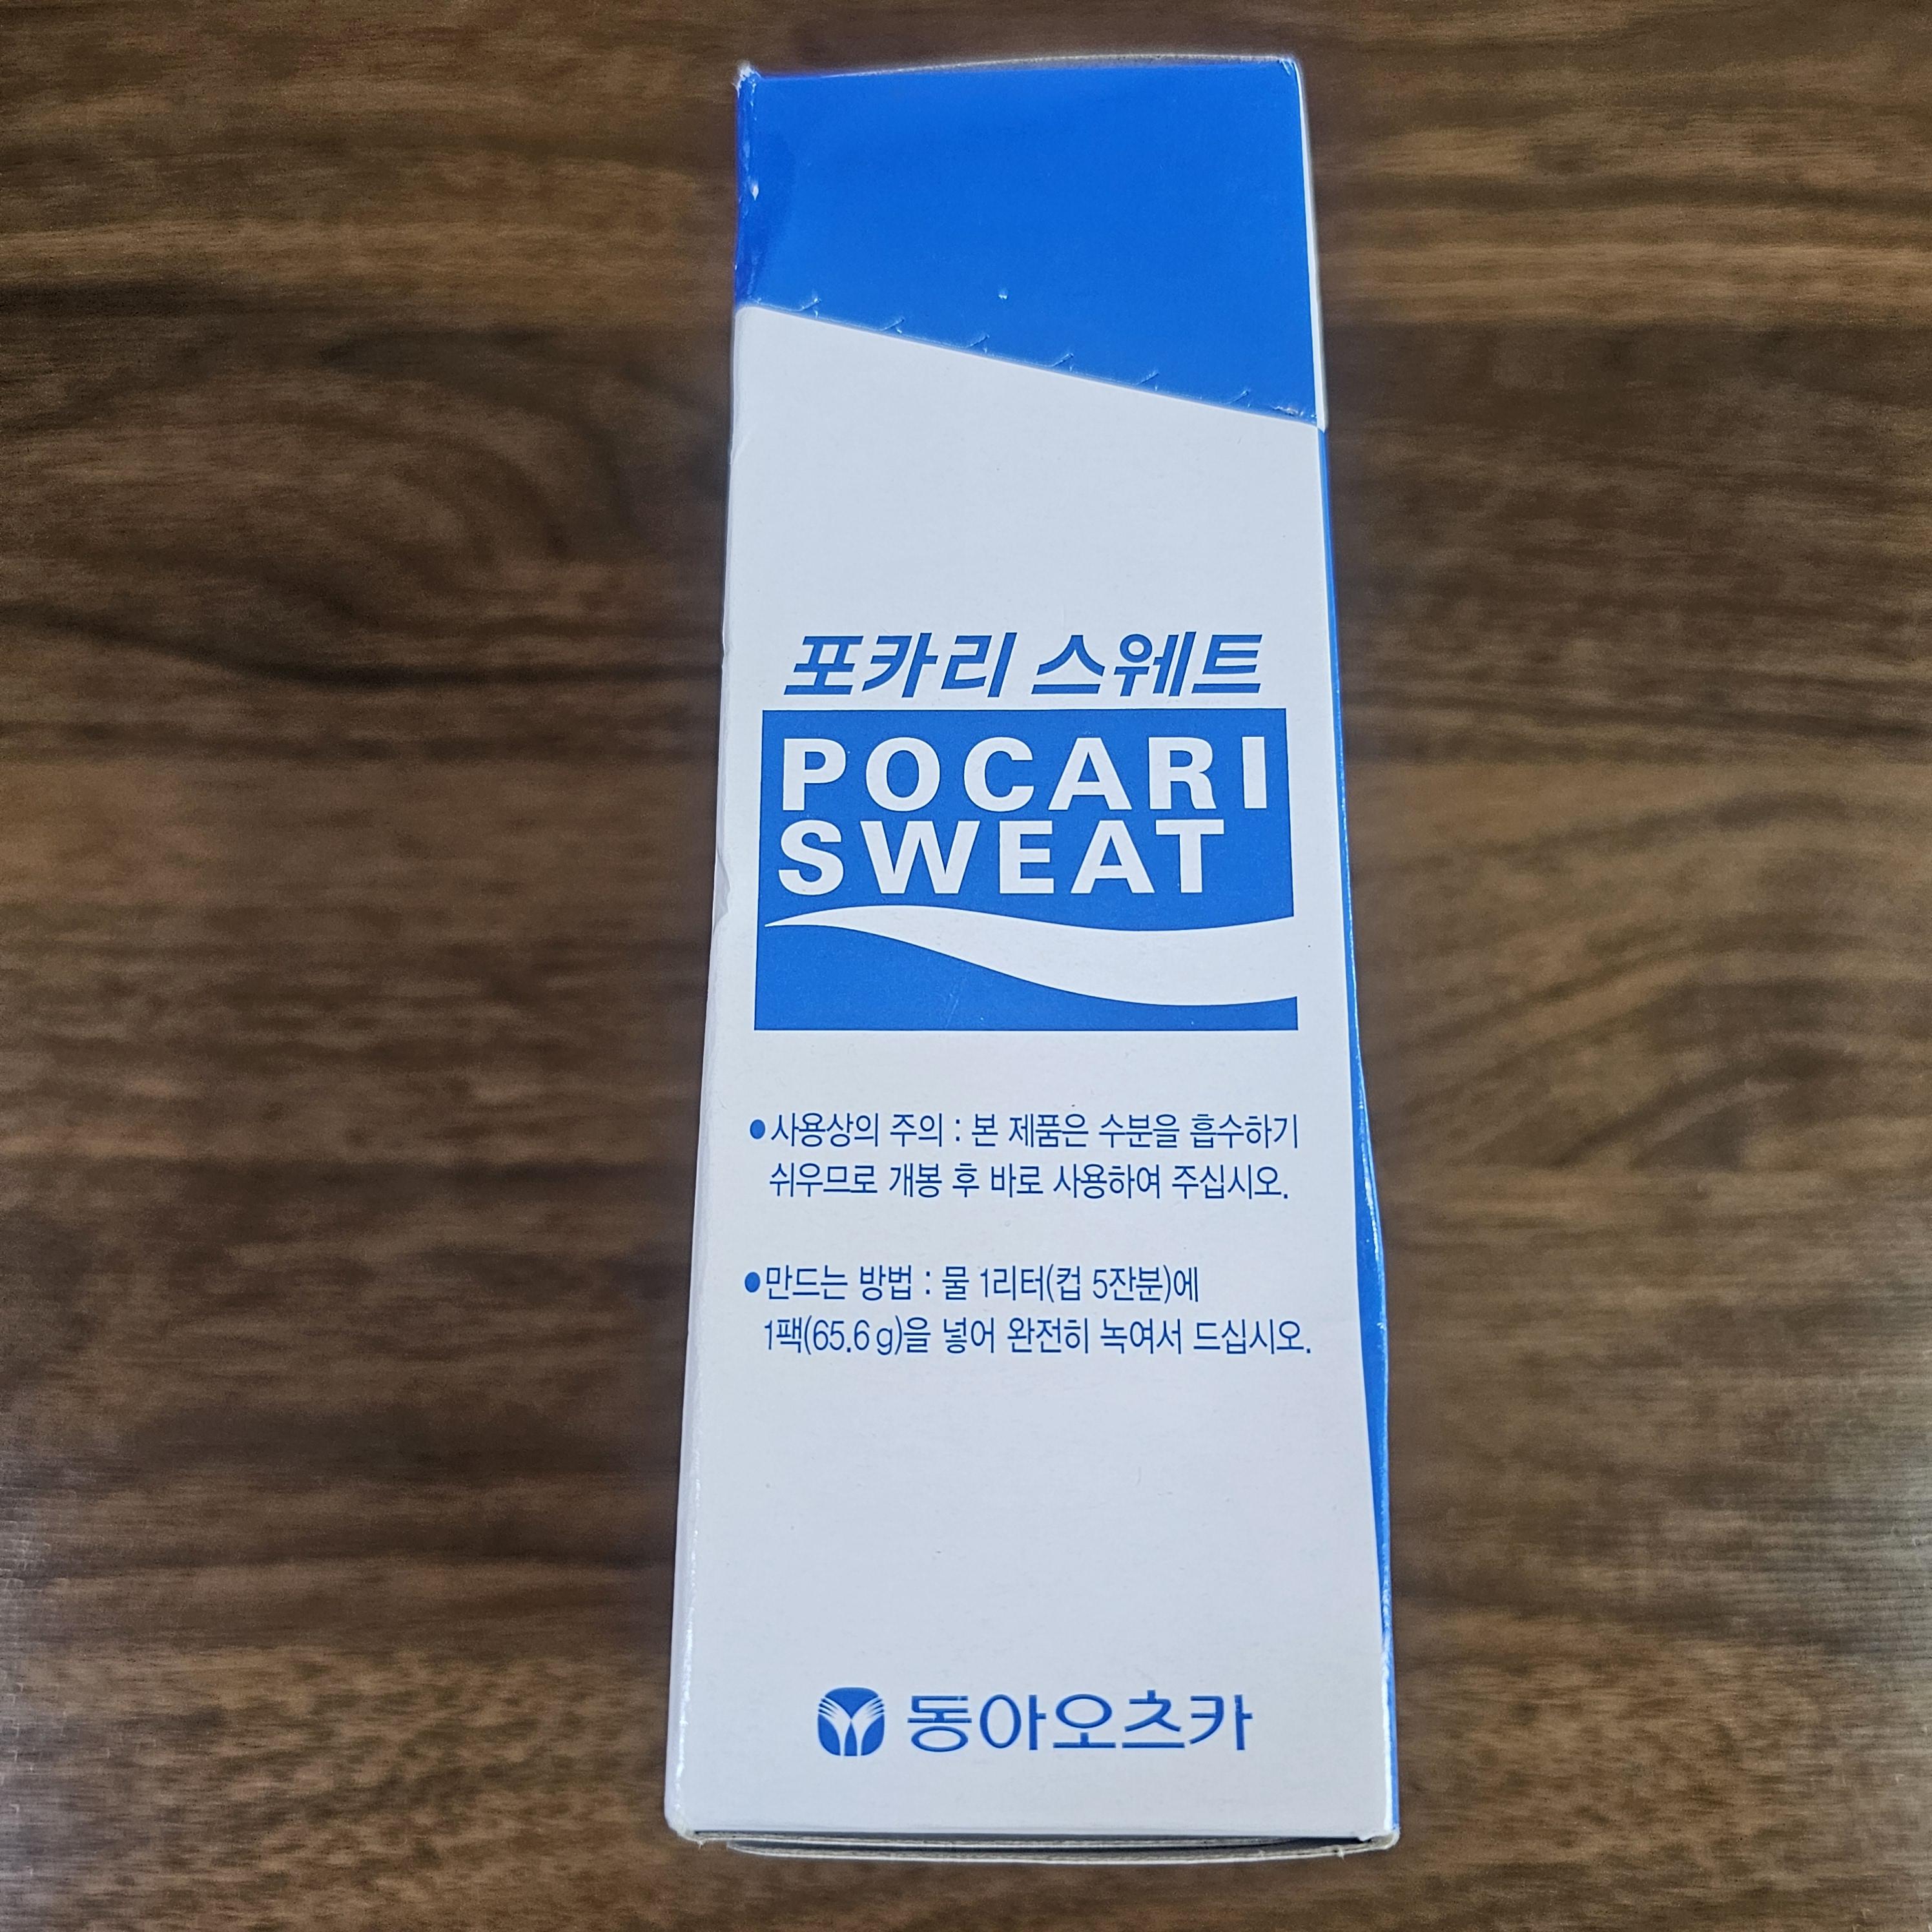 포카리 스웨트
POCARI
SWEAT
●사용상의 주의 : 본 제품은 수분을 흡수하기
쉬우므로 개봉 후 바로 사용하여 주십시오.
●만드는 방법 : 물 1리터(컵 5잔분)에
1팩(65.6g)을 넣어 완전히 녹여서 드십시오.
동아오츠카